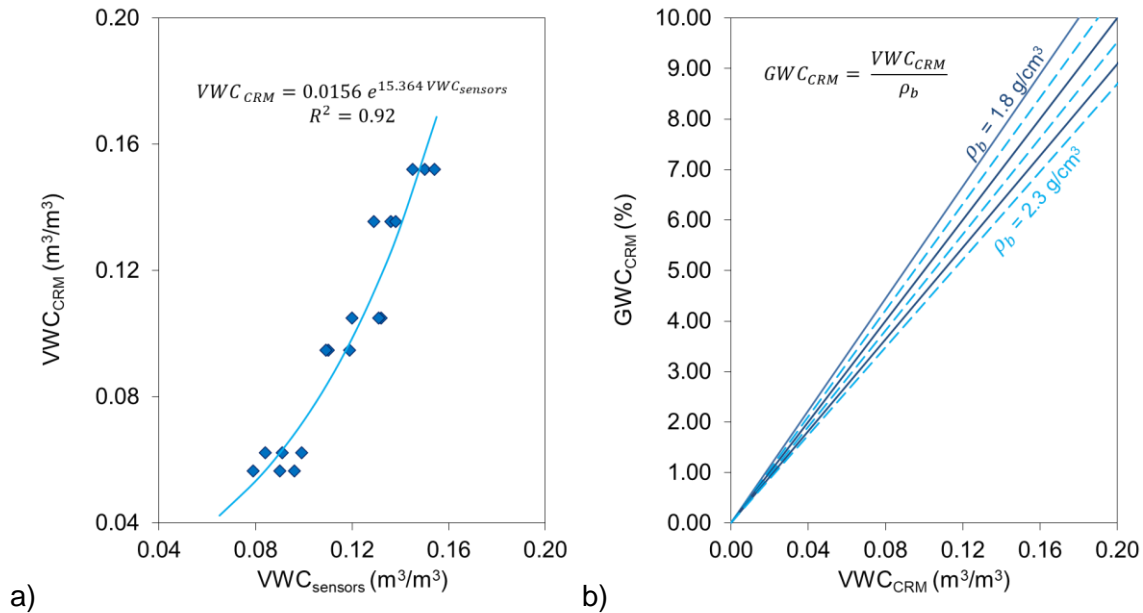 0.20
0.16
0.12
0.08
0.04
VWC_CRM (m³/m³)
VWC_CRM = 0.0156 e^{15.364 VWC_sensors}
R² = 0.92
0.04 0.08 0.12 0.16 0.20
VWC_sensors (m³/m³)
a)
10.00
9.00
8.00
7.00
6.00
5.00
4.00
3.00
2.00
1.00
0.00
GWC_CRM (%)
GWC_CRM = VWC_CRM / ρ_b
ρ_b = 1.8 g/cm³
ρ_b = 2.3 g/cm³
0.00 0.04 0.08 0.12 0.16 0.20
VWC_CRM (m³/m³)
b)